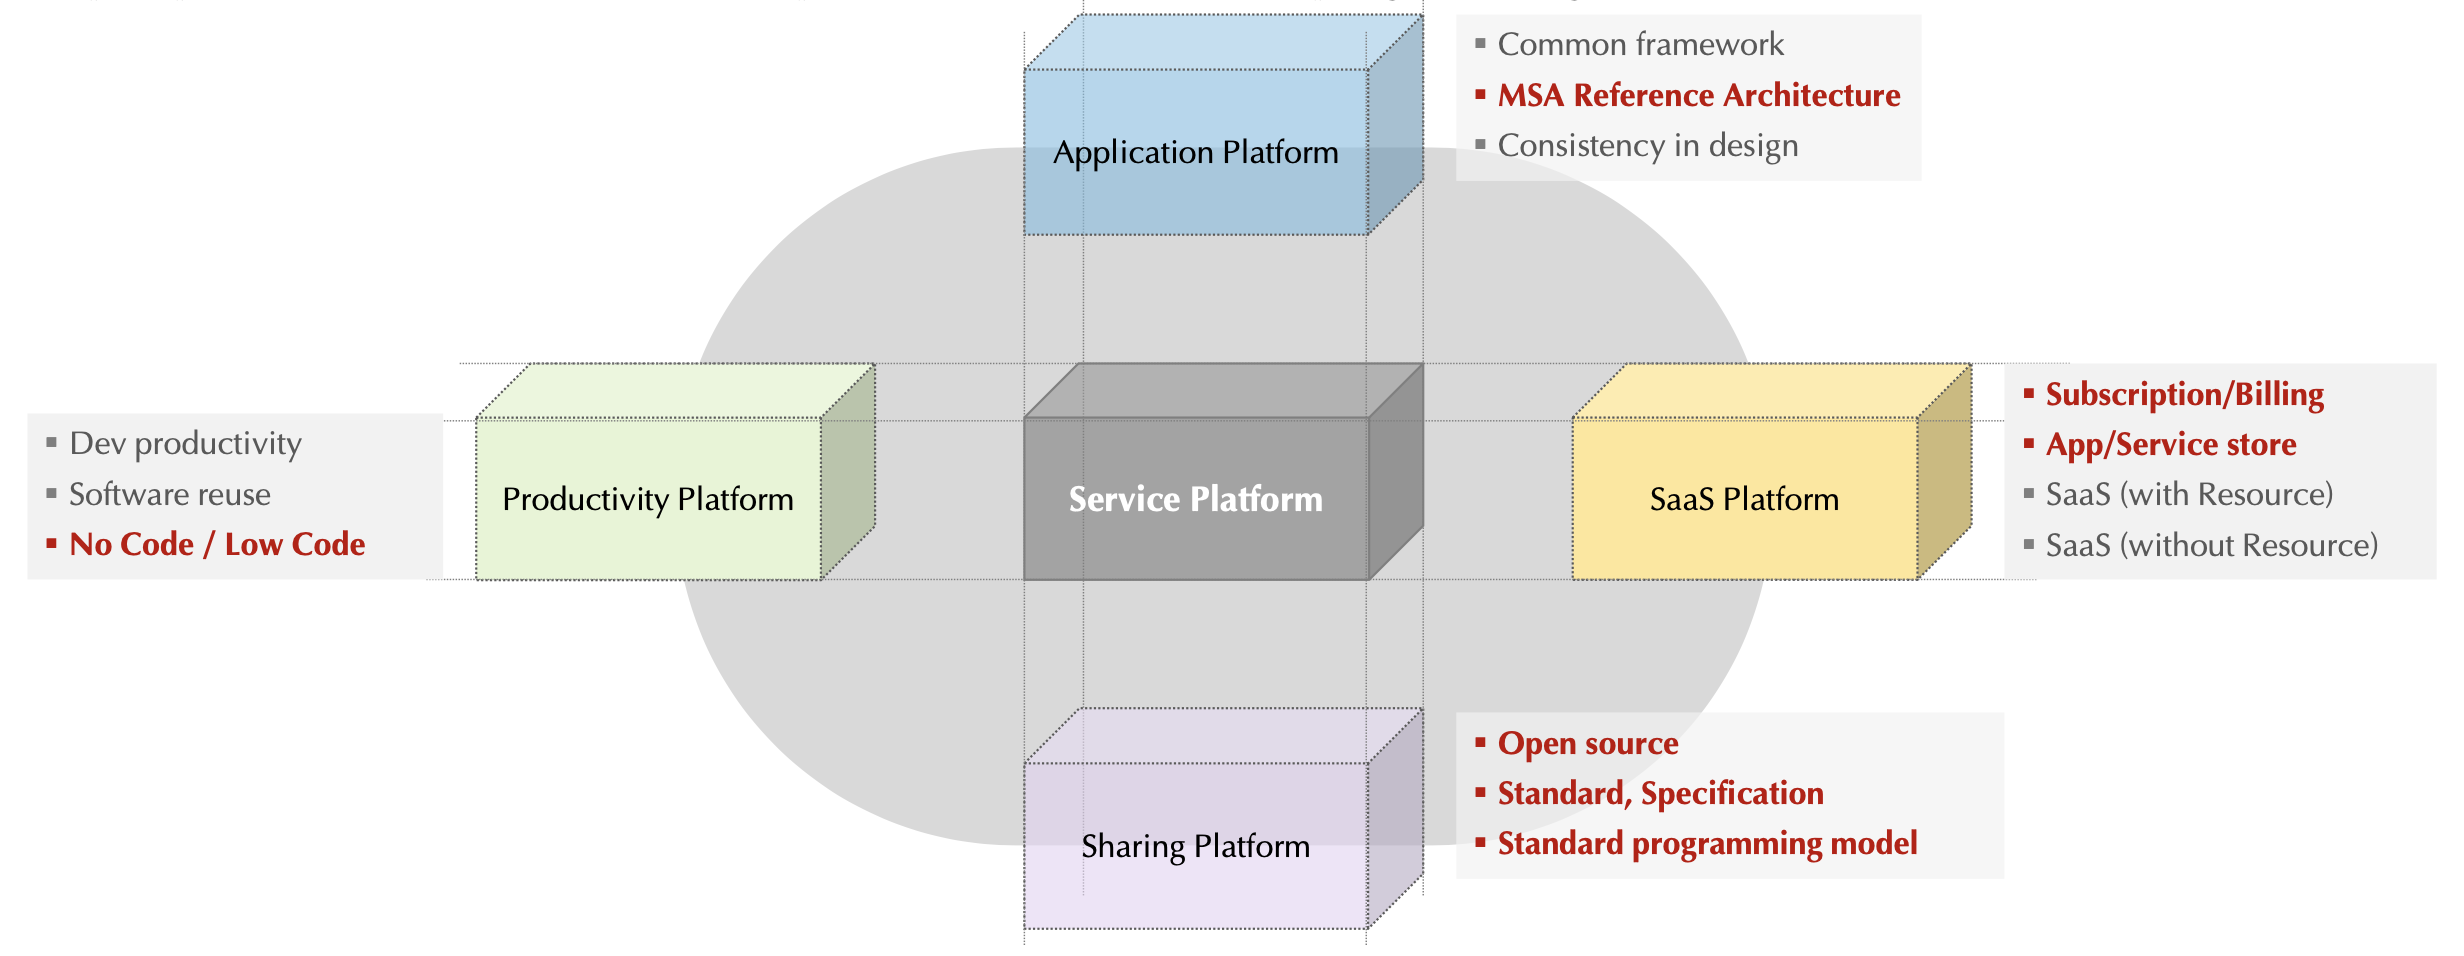 Common framework
MSA Reference Architecture
Consistency in design
Application Platform
Dev productivity
Software reuse
No Code / Low Code
Productivity Platform
Service Platform
SaaS Platform
Subscription/Billing
App/Service store
SaaS (with Resource)
SaaS (without Resource)
Open source
Standard, Specification
Standard programming model
Sharing Platform